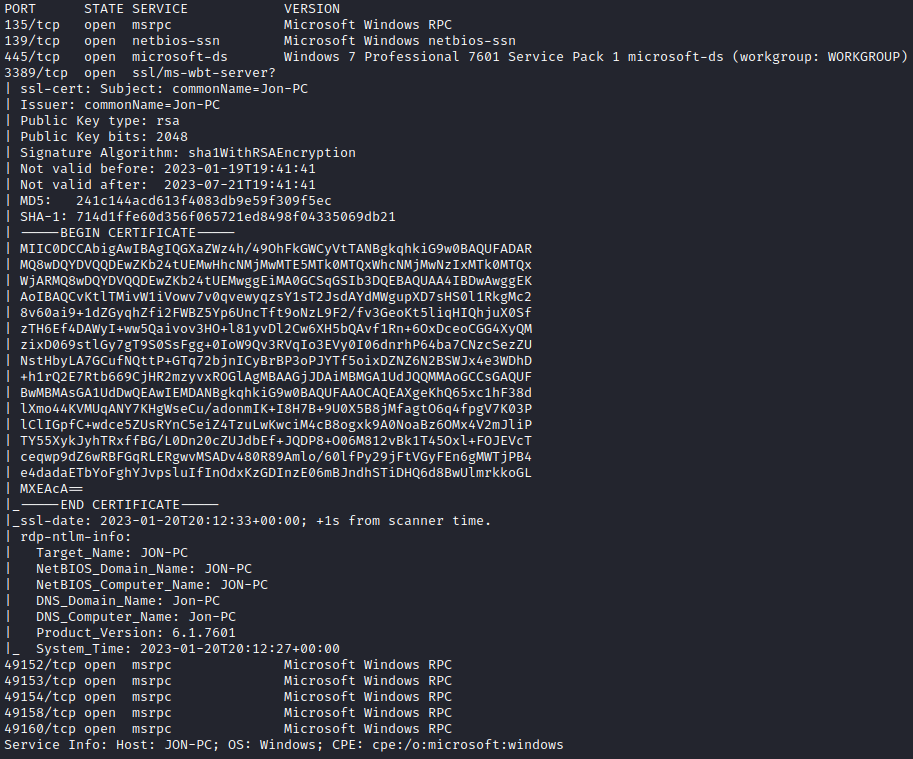 PORT      STATE SERVICE            VERSION
135/tcp   open  msrpc              Microsoft Windows RPC
139/tcp   open  netbios-ssn        Microsoft Windows netbios-ssn
445/tcp   open  microsoft-ds       Windows 7 Professional 7601 Service Pack 1 microsoft-ds (workgroup: WORKGROUP)
3389/tcp  open  ssl/ms-wbt-server?
| ssl-cert: Subject: commonName=Jon-PC
| Issuer: commonName=Jon-PC
| Public Key type: rsa
| Public Key bits: 2048
| Signature Algorithm: sha1WithRSAEncryption
| Not valid before: 2023-01-19T19:41:41
| Not valid after:  2023-07-21T19:41:41
| MD5:   241c144acd613f4083db9e59f309f5ec
| SHA-1: 714d1ffe60d356f065721ed8498f04335069db21
| -----BEGIN CERTIFICATE-----
| MIIC0DCCAbigAwIBAgIQGXaZWz4h/49OhFkGWCyVtTANBgkqhkiG9w0BAQUFADAR
| MQ8wDQYDVQQDEwZKb24tUEMwHhcNMjMwMTE5MTk0MTQxWhcNMjMwNzIxMTk0MTQx
| WjARMQ8wDQYDVQQDEwZKb24tUEMwggEiMA0GCSqGSIb3DQEBAQUAA4IBDwAwggEK
| AoIBAQCvKtlTMivW1iVowv7v0qvewyqzsY1sT2JsdAYdMWgupXD7sHS0l1RkgMc2
| 8v60ai9+1dZGyqhZfi2FWBZ5Yp6UncTft9oNzL9F2/fv3GeoKt5liqHIQhjuX0Sf
| zTH6Ef4DAWyI+ww5Qaivov3HO+l81yvDl2Cw6XH5bQAvf1Rn+6OxDceoCGG4XyQM
| zixD069stlGy7gT9S0SsFgg+0IoW9Qv3RVqIo3EVy0I06dnrhP64ba7CNzcSezZU
| NstHbyLA7GCufNQttP+GTq72bjnICyBrBP3oPJYTf5oixDZNZ6N2BSWJx4e3WDhD
| +h1rQ2E7Rtb669CjHR2mzyvxROGlAgMBAAGjJDAiMBMGA1UdJQQMMAoGCCsGAQUF
| BwMBMAsGA1UdDwQEAwIEMDANBgkqhkiG9w0BAQUFAAOCAQEAXgeKhQ65xc1hF38d
| lXmo44KVMUqANY7KHgWseCu/adonmIK+I8H7B+9U0X5B8jMfagtO6q4fpgV7K03P
| lClIGpfC+wdce5ZUsRYnC5eiZ4TzuLwKwciM4cB8ogxk9A0NoaBz6OMx4V2mJliP
| TY55XykJyhTRxffBG/L0Dn20cZUJdbEf+JQDP8+O06M812vBk1T45Oxl+FOJEVcT
| ceqwp9dZ6wRBFGqRLERgwvMSADv480R89Amlo/60lfPy29jFtVGyFEn6gMWTjPB4
| e4dadaETbYoFghYJvpsluIfInOdxKzGDInzE06mBJndhSTiDHQ6d8BwUlmrkkoGL
| MXEAcA==
|_-----END CERTIFICATE-----
|_ssl-date: 2023-01-20T20:12:33+00:00; +1s from scanner time.
| rdp-ntlm-info:
|   Target_Name: JON-PC
|   NetBIOS_Domain_Name: JON-PC
|   NetBIOS_Computer_Name: JON-PC
|   DNS_Domain_Name: Jon-PC
|   DNS_Computer_Name: Jon-PC
|   Product_Version: 6.1.7601
|_  System_Time: 2023-01-20T20:12:27+00:00
49152/tcp open  msrpc              Microsoft Windows RPC
49153/tcp open  msrpc              Microsoft Windows RPC
49154/tcp open  msrpc              Microsoft Windows RPC
49158/tcp open  msrpc              Microsoft Windows RPC
49160/tcp open  msrpc              Microsoft Windows RPC
Service Info: Host: JON-PC; OS: Windows; CPE: cpe:/o:microsoft:windows